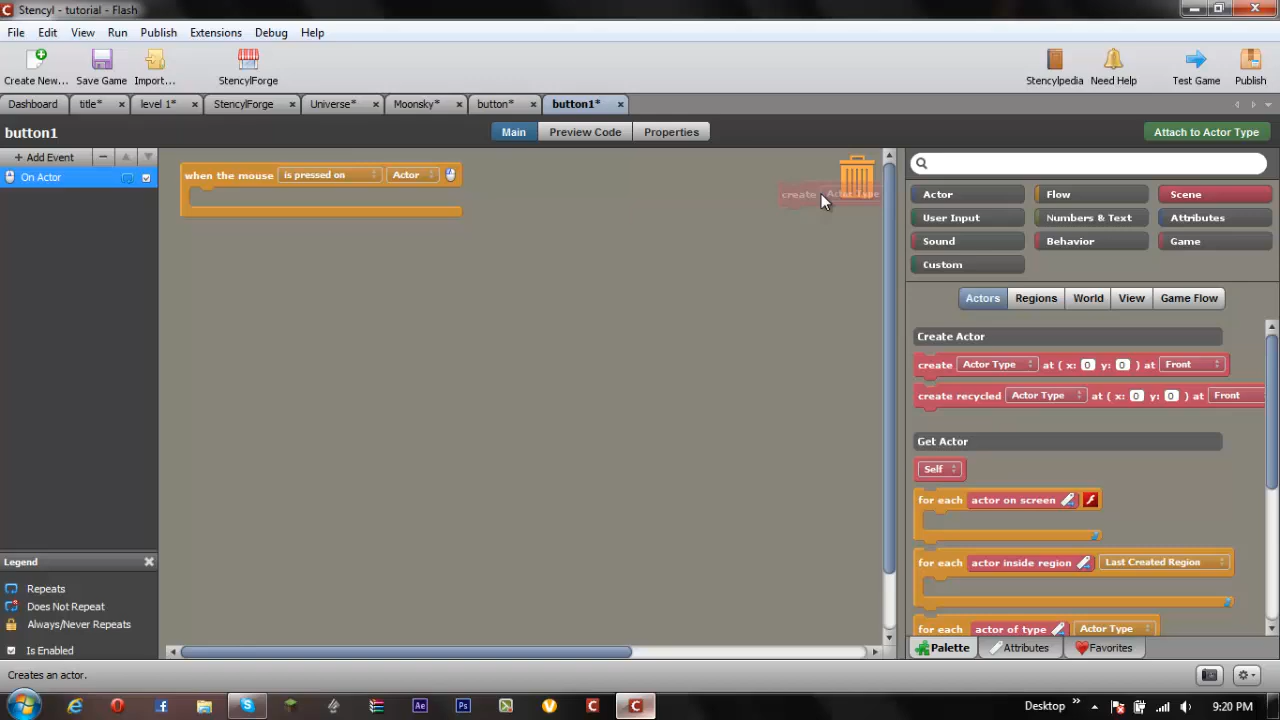 Stencyl - tutorial - Flash
File Edit View Run Publish Extensions Debug Help
Create New... Save Game Import... StencylForge Stencylpedia Need Help Test Game Publish
Dashboard title* level 1* StencylForge Universe* Moonsky* button* button1*
button1 Main Preview Code Properties Attach to Actor Type
Add Event
On Actor
when the mouse is pressed on Actor
create Actor Type
Actor Flow Scene
User Input Numbers & Text Attributes
Sound Behavior Game
Custom
Actors Regions World View Game Flow
Create Actor
create Actor Type at ( x: 0 y: 0 ) at Front
create recycled Actor Type at ( x: 0 y: 0 ) at Front
Get Actor
Self
for each actor on screen
for each actor inside region Last Created Region
for each actor of type Actor Type
Legend
Repeats
Does Not Repeat
Always/Never Repeats
Is Enabled
Palette Attributes Favorites
Creates an actor.
Desktop 9:20 PM